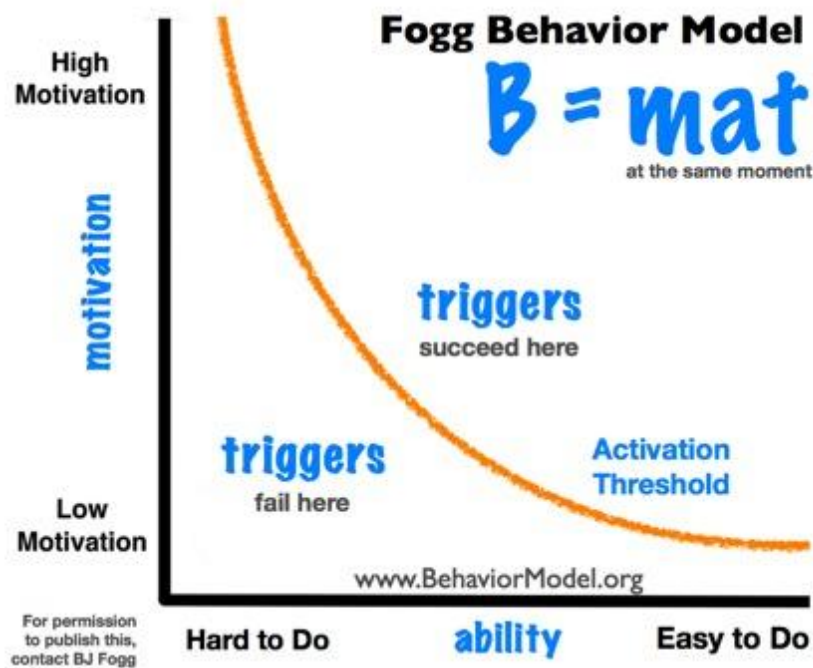 Fogg Behavior Model
B = mat
at the same moment
High
Motivation
motivation
triggers
succeed here
triggers
fail here
Activation
Threshold
Low
Motivation
www.BehaviorModel.org
For permission
to publish this,
contact BJ Fogg
Hard to Do
ability
Easy to Do